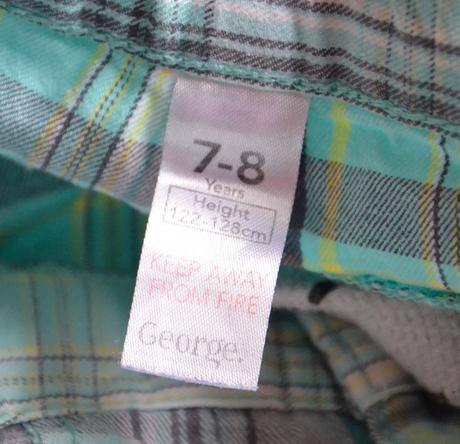 7-8
Years
Height
122-128cm
KEEP AWAY
FROM FIRE
George.